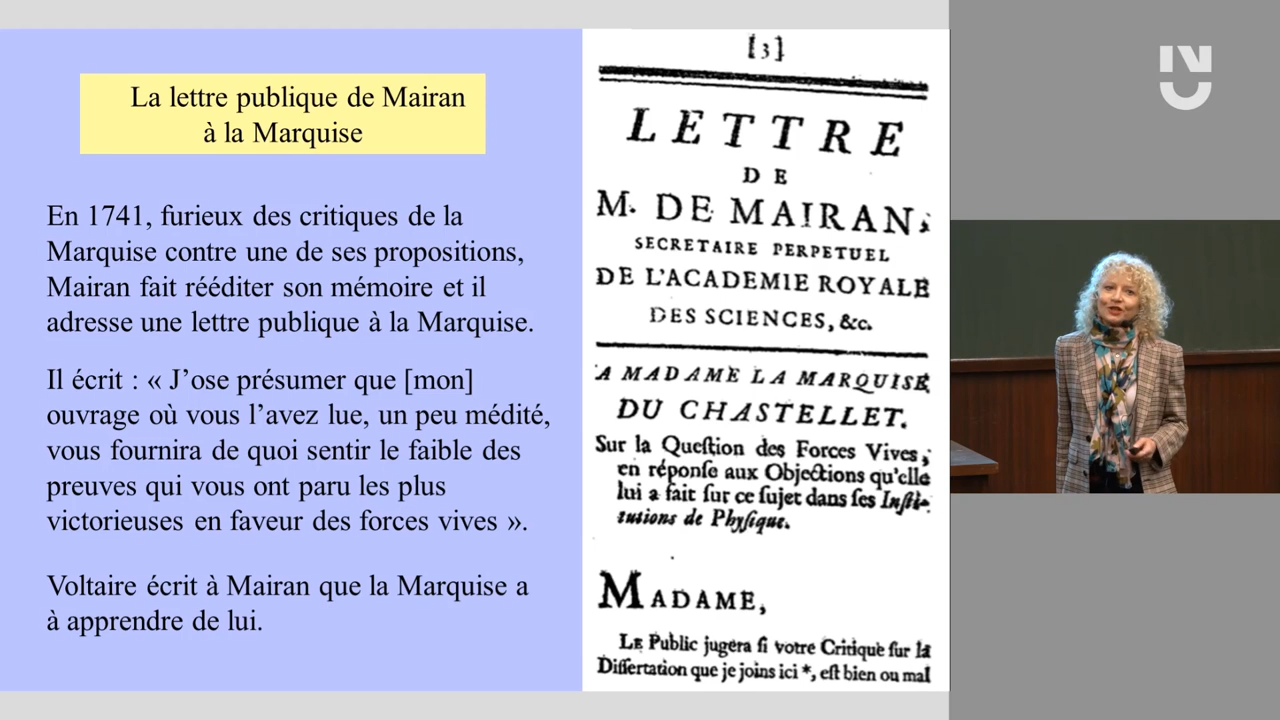 La lettre publique de Mairan
à la Marquise
En 1741, furieux des critiques de la
Marquise contre une de ses propositions,
Mairan fait rééditer son mémoire et il
adresse une lettre publique à la Marquise.
Il écrit : « J’ose présumer que [mon]
ouvrage où vous l’avez lue, un peu médité,
vous fournira de quoi sentir le faible des
preuves qui vous ont paru les plus
victorieuses en faveur des forces vives ».
Voltaire écrit à Mairan que la Marquise a
à apprendre de lui.
[3]
LETTRE
DE
M. DE MAIRAN,
SECRETAIRE PERPETUEL
DE L'ACADEMIE ROYALE
DES SCIENCES, &c.
A MADAME LA MARQUISE
DU CHASTELLET.
Sur la Queſtion des Forces Vives,
en réponſe aux Objections qu'elle
lui a fait ſur ce ſujet dans ſes Inſti-
tutions de Phyſique.
MADAME,
LE Public jugera ſi votre Critique ſur la
Diſſertation que je joins ici *, eſt bien ou mal